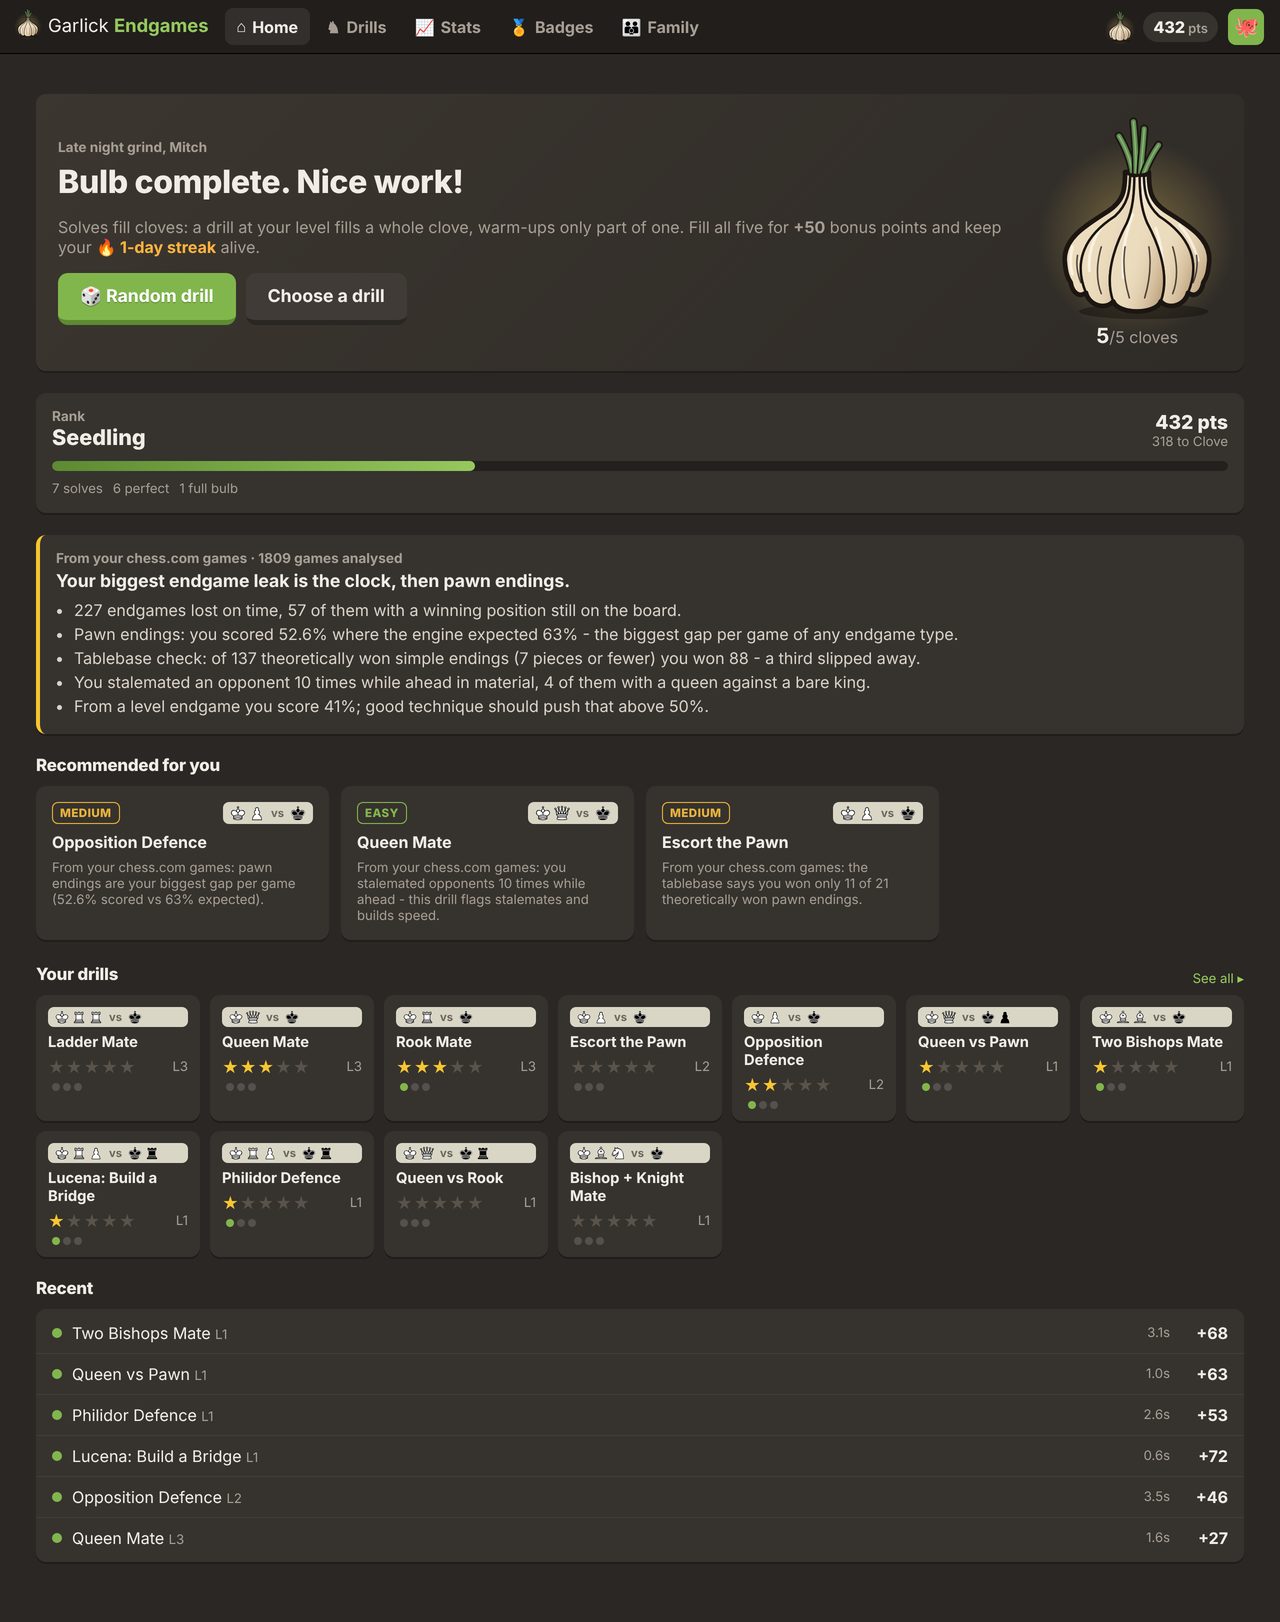 Garlick Endgames
Home
Drills
Stats
Badges
Family
432 pts
Late night grind, Mitch
Bulb complete. Nice work!
Solves fill cloves: a drill at your level fills a whole clove, warm-ups only part of one. Fill all five for +50 bonus points and keep
your 🔥 1-day streak alive.
Random drill
Choose a drill
5/5 cloves
Rank
Seedling
432 pts
318 to Clove
7 solves 6 perfect 1 full bulb
From your chess.com games · 1809 games analysed
Your biggest endgame leak is the clock, then pawn endings.
• 227 endgames lost on time, 57 of them with a winning position still on the board.
• Pawn endings: you scored 52.6% where the engine expected 63% - the biggest gap per game of any endgame type.
• Tablebase check: of 137 theoretically won simple endings (7 pieces or fewer) you won 88 - a third slipped away.
• You stalemated an opponent 10 times while ahead in material, 4 of them with a queen against a bare king.
• From a level endgame you score 41%; good technique should push that above 50%.
Recommended for you
MEDIUM
♔♙ vs ♚
Opposition Defence
From your chess.com games: pawn
endings are your biggest gap per game
(52.6% scored vs 63% expected).
EASY
♔♕ vs ♚
Queen Mate
From your chess.com games: you
stalemated opponents 10 times while
ahead - this drill flags stalemates and
builds speed.
MEDIUM
♔♙ vs ♚
Escort the Pawn
From your chess.com games: the
tablebase says you won only 11 of 21
theoretically won pawn endings.
Your drills
See all ▸
♔♖♖ vs ♚
Ladder Mate
L3
♔♕ vs ♚
Queen Mate
L3
♔♖ vs ♚
Rook Mate
L3
♔♙ vs ♚
Escort the Pawn
L2
♔♙ vs ♚
Opposition
Defence
L2
♔♕ vs ♚♟
Queen vs Pawn
L1
♔♗♗ vs ♚
Two Bishops Mate
L1
♔♖♙ vs ♚♜
Lucena: Build a
Bridge
L1
♔♖♙ vs ♚♜
Philidor Defence
L1
♔♕ vs ♚♜
Queen vs Rook
L1
♔♗♘ vs ♚
Bishop + Knight
Mate
L1
Recent
Two Bishops Mate L1 3.1s +68
Queen vs Pawn L1 1.0s +63
Philidor Defence L1 2.6s +53
Lucena: Build a Bridge L1 0.6s +72
Opposition Defence L2 3.5s +46
Queen Mate L3 1.6s +27